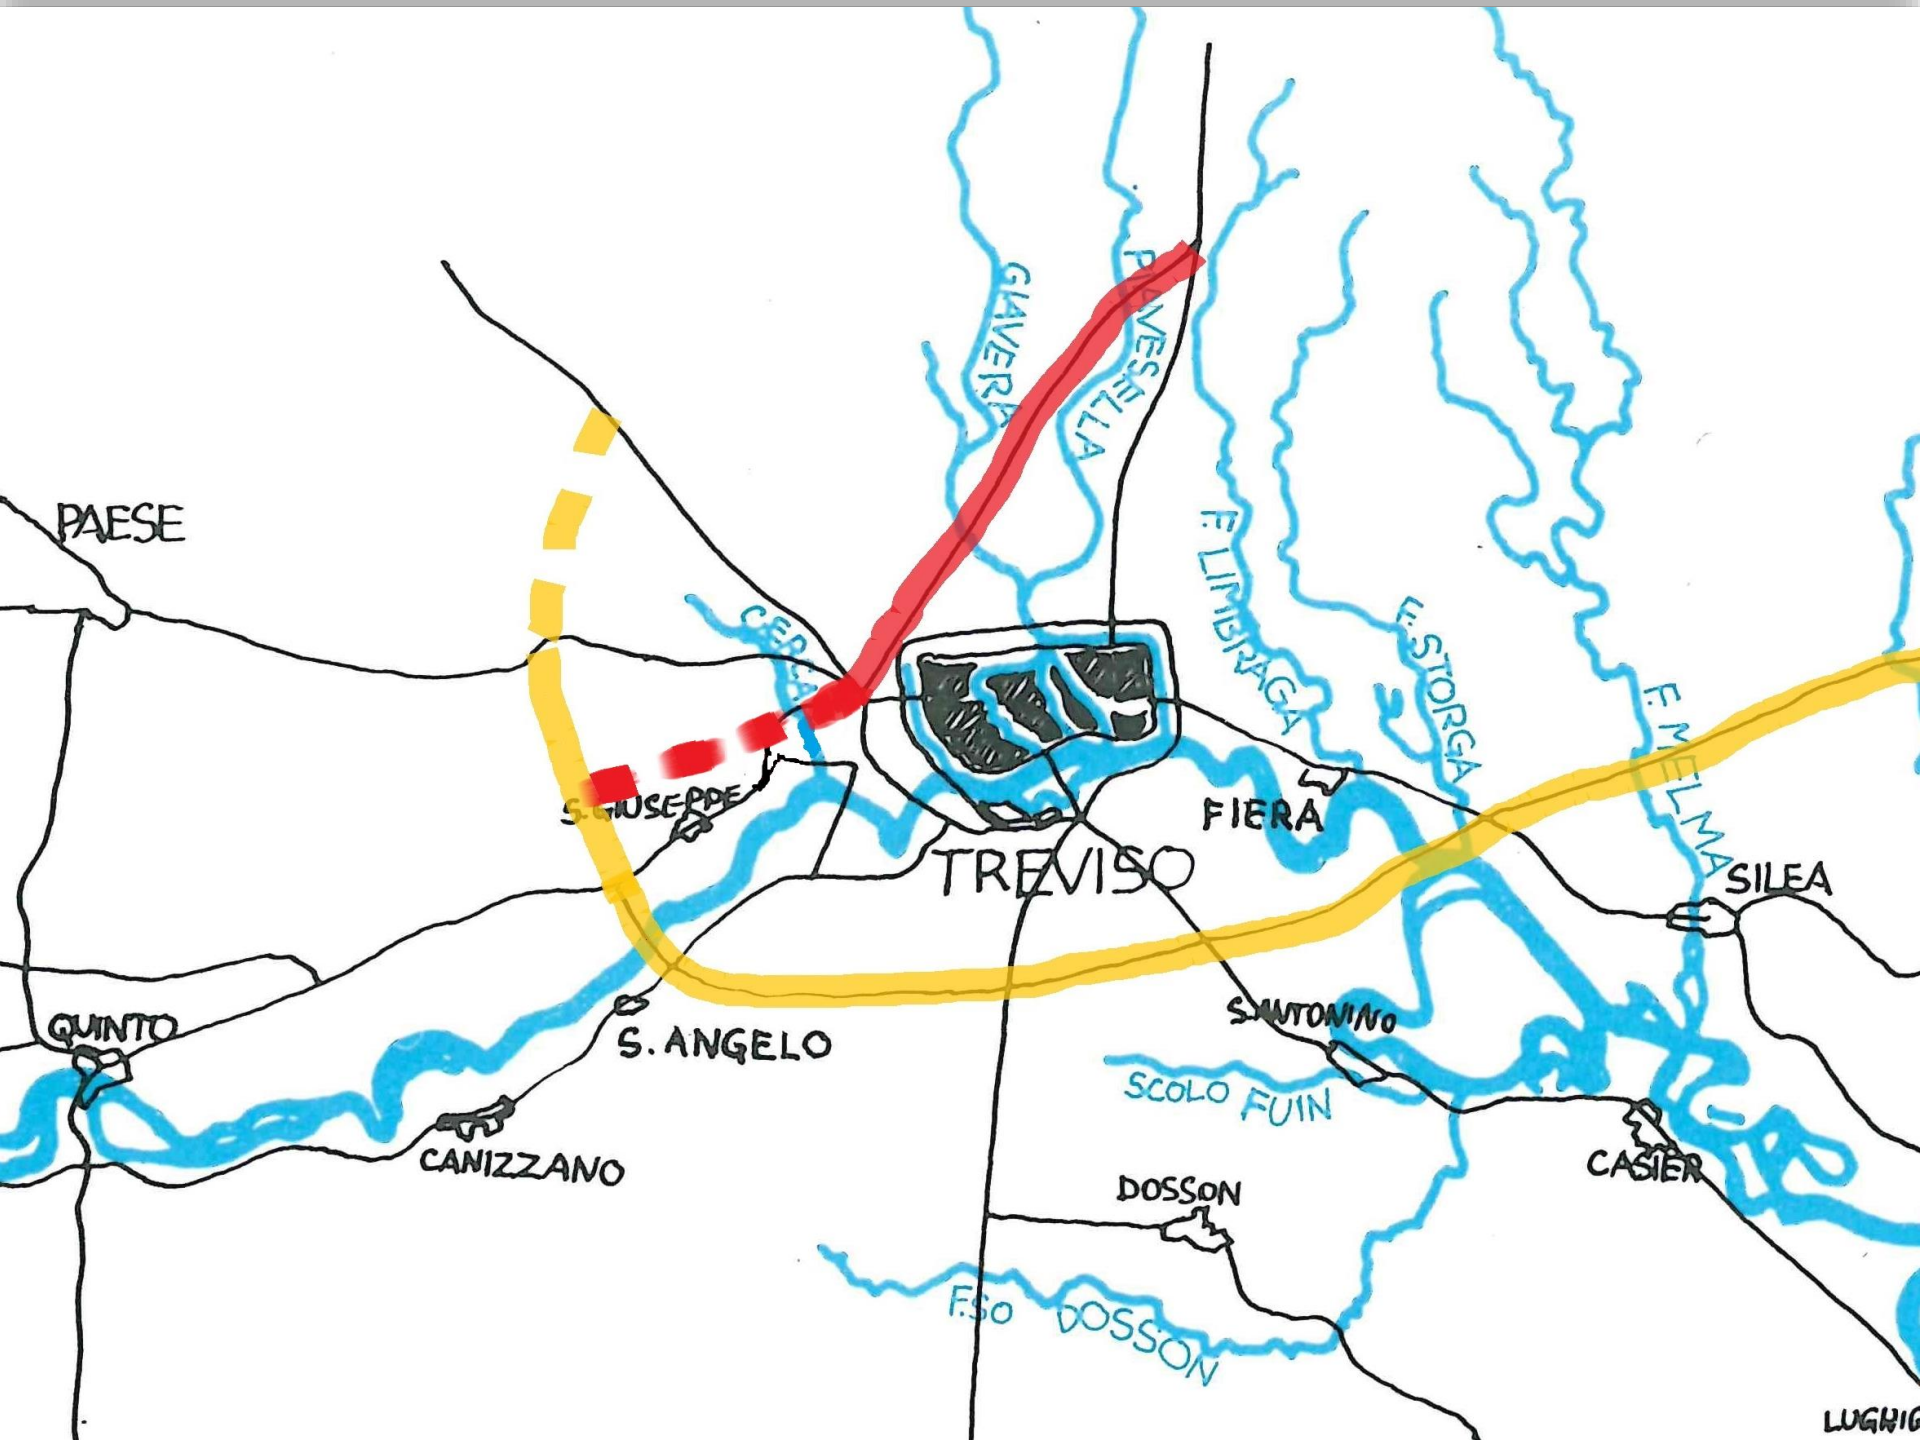 GIAVERA
PIAVESELLA
PAESE
F. LIMBRAGA
CERCA
F. STORGA
F. MELMA
S. GIUSEPPE
FIERA
TREVISO
SILEA
QUINTO
S. ANGELO
S. ANTONINO
SCOLO FUIN
CANIZZANO
CASIER
DOSSON
F.SO DOSSON